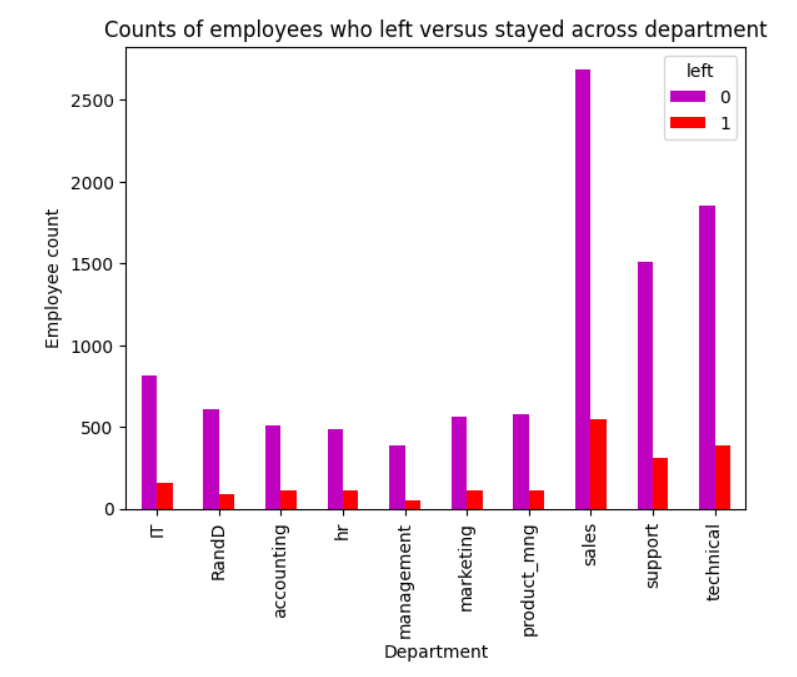 Counts of employees who left versus stayed across department
left
0
1
Employee count
2500
2000
1500
1000
500
0
IT
RandD
accounting
hr
management
marketing
product_mng
sales
support
technical
Department